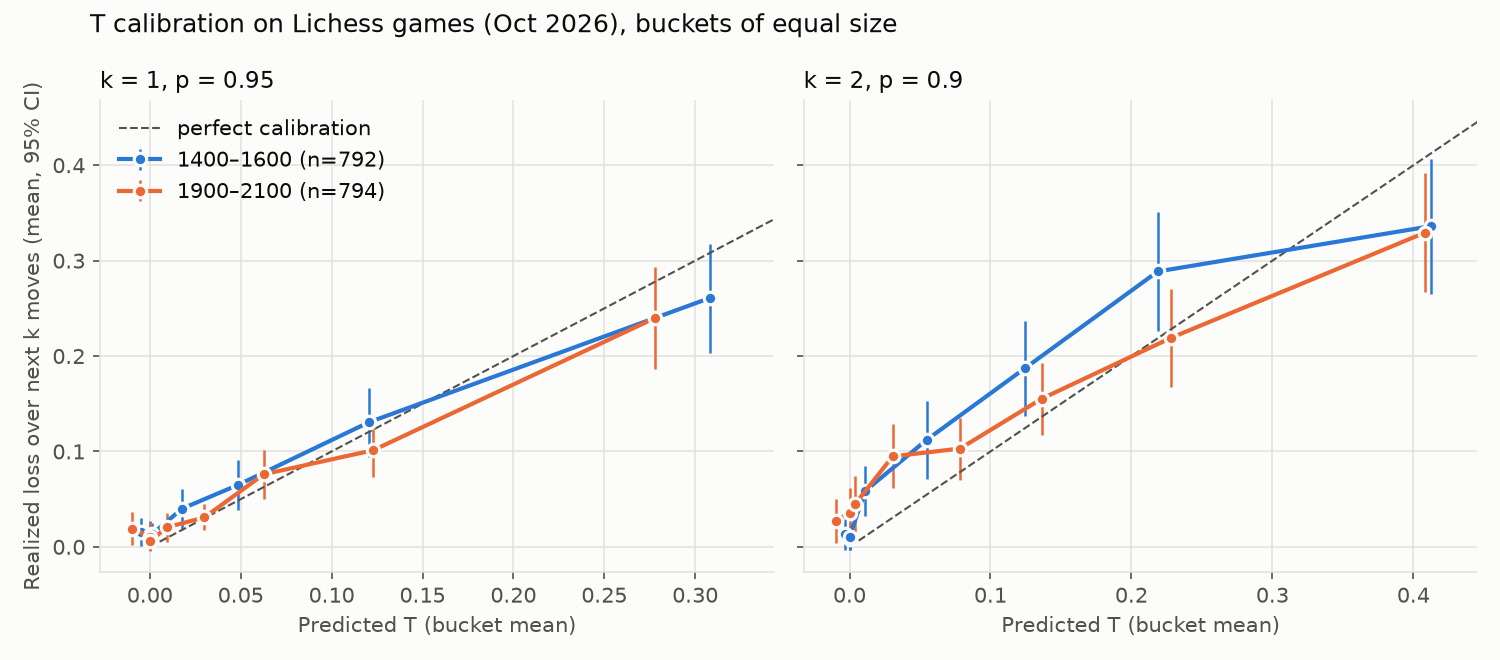 T calibration on Lichess games (Oct 2026), buckets of equal size
k = 1, p = 0.95
perfect calibration
1400–1600 (n=792)
1900–2100 (n=794)
Realized loss over next k moves (mean, 95% CI)
0.4
0.3
0.2
0.1
0.0
0.00 0.05 0.10 0.15 0.20 0.25 0.30
Predicted T (bucket mean)
k = 2, p = 0.9
0.0 0.1 0.2 0.3 0.4
Predicted T (bucket mean)